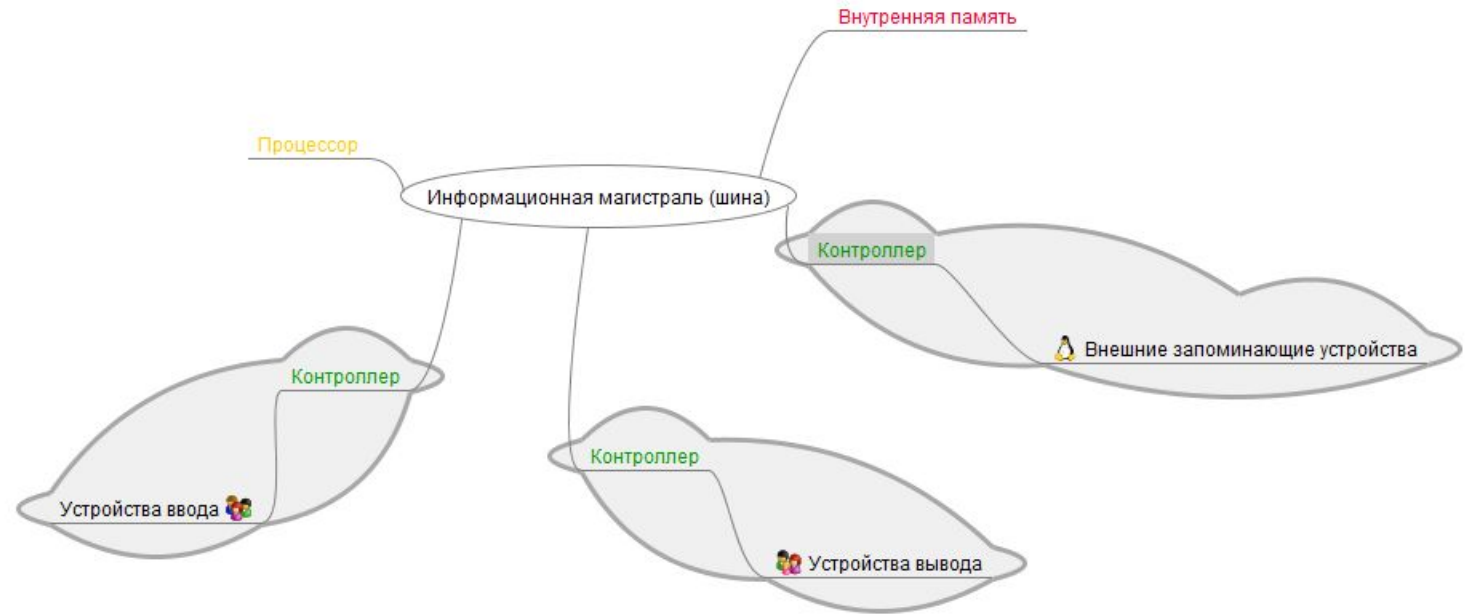 Внутренняя память
Процессор
Информационная магистраль (шина)
Контроллер
Внешние запоминающие устройства
Контроллер
Устройства ввода
Контроллер
Устройства вывода